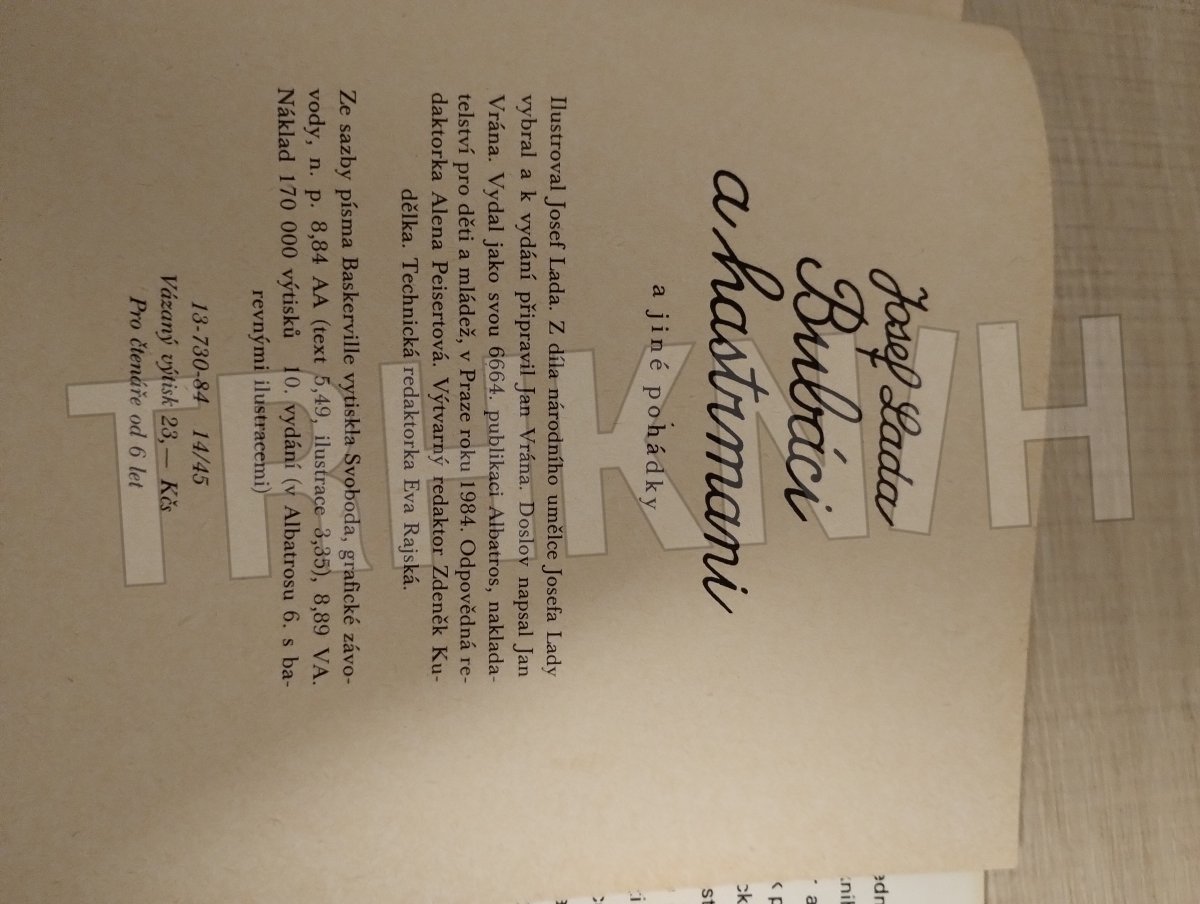 Josef Lada
Bubáci
a hastrmani
a jiné pohádky
Ilustroval Josef Lada. Z díla národního umělce Josefa Lady
vybral a k vydání připravil Jan Vrána. Doslov napsal Jan
Vrána. Vydal jako svou 6664. publikaci Albatros, naklada-
telství pro děti a mládež, v Praze roku 1984. Odpovědná re-
daktorka Alena Peisertová. Výtvarný redaktor Zdeněk Ku-
dělka. Technická redaktorka Eva Rajská.
Ze sazby písma Baskerville vytiskla Svoboda, grafické závo-
vody, n. p. 8,84 AA (text 5,49, ilustrace 3,35), 8,89 VA.
Náklad 170 000 výtisků 10. vydání (v Albatrosu 6. s ba-
revnými ilustracemi)
13-730-84 14/45
Vázaný výtisk 23,— Kčs
Pro čtenáře od 6 let